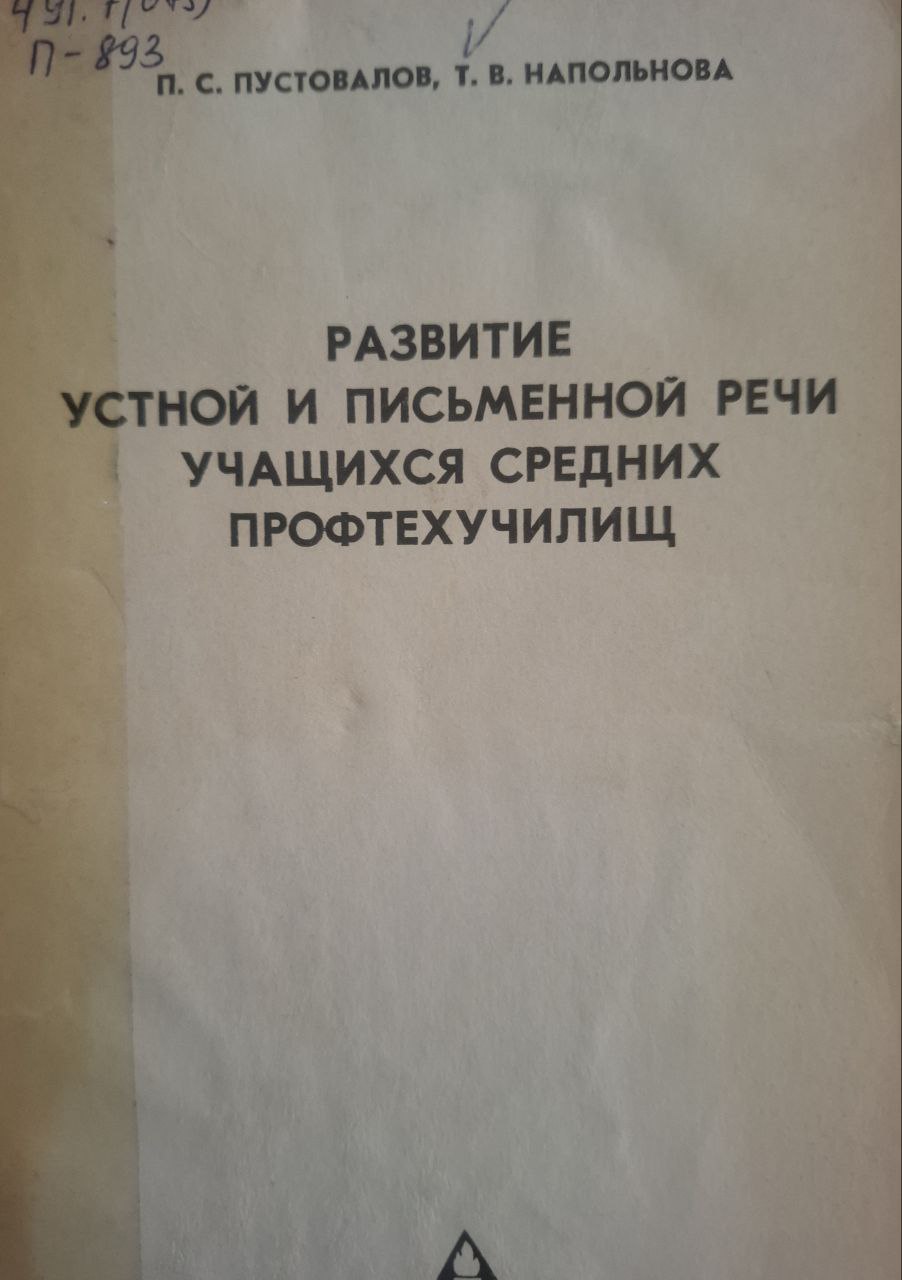 П-893
П. С. ПУСТОВАЛОВ, Т. В. НАПОЛЬНОВА
РАЗВИТИЕ
УСТНОЙ И ПИСЬМЕННОЙ РЕЧИ
УЧАЩИХСЯ СРЕДНИХ
ПРОФТЕХУЧИЛИЩ